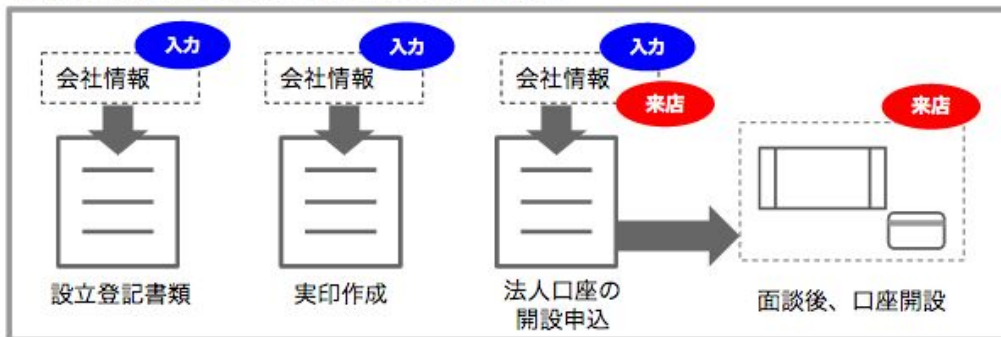 入力
会社情報
入力
会社情報
入力
会社情報
来店
来店
設立登記書類
実印作成
法人口座の
開設申込
面談後、口座開設